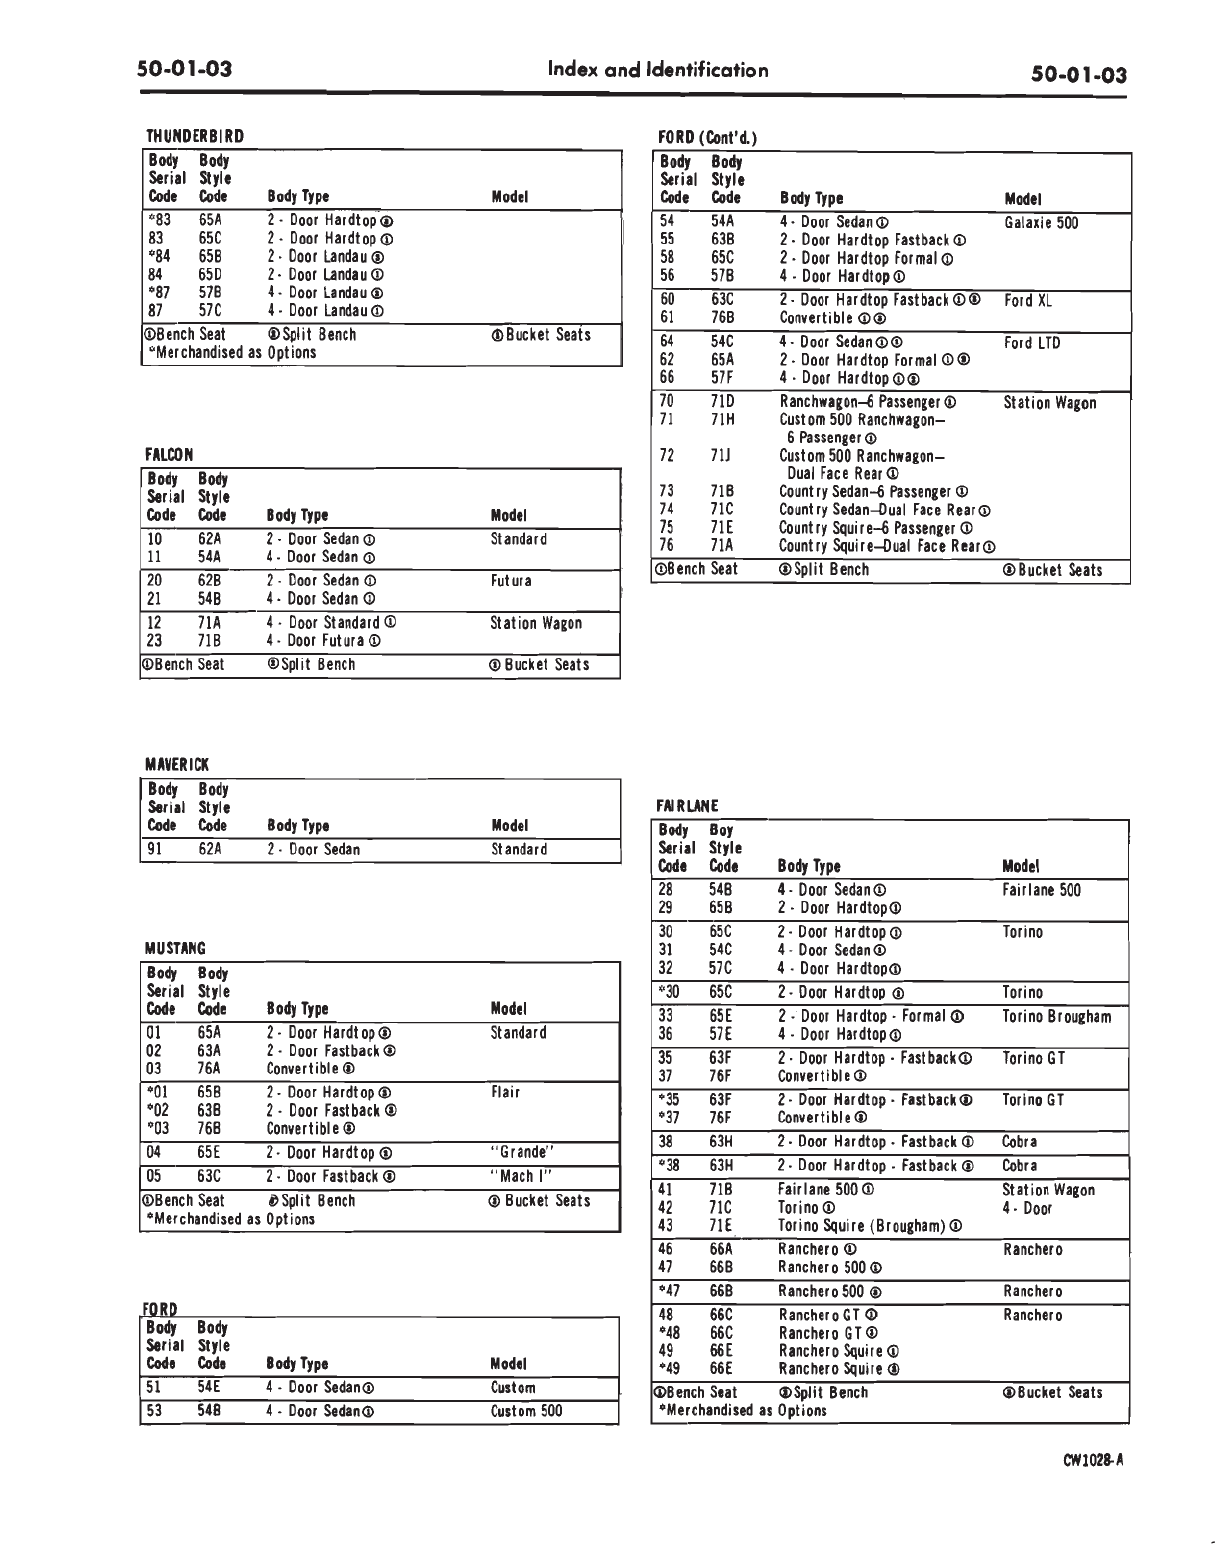 50-01-03 Index and Identification 50-01-03
THUNDERBIRD
Body Body
Serial Style
Code Code Body Type Model
*83 65A 2 - Door Hardtop
83 65C 2 - Door Hardtop ①
*84 65B 2 - Door Landau ③
84 65D 2 - Door Landau ①
*87 57B 4 - Door Landau
87 57C 4 - Door Landau ①
①Bench Seat ②Split Bench ③Bucket Seats
*Merchandised as Options
FALCON
Body Body
Serial Style
Code Code Body Type Model
10 62A 2 - Door Sedan ① Standard
11 54A 4 - Door Sedan ①
20 62B 2 - Door Sedan ① Futura
21 54B 4 - Door Sedan ①
12 71A 4 - Door Standard ① Station Wagon
23 71B 4 - Door Futura ①
①Bench Seat ②Split Bench ③Bucket Seats
MAVERICK
Body Body
Serial Style
Code Code Body Type Model
91 62A 2 - Door Sedan Standard
MUSTANG
Body Body
Serial Style
Code Code Body Type Model
01 65A 2 - Door Hardtop ③ Standard
02 63A 2 - Door Fastback ③
03 76A Convertible ③
*01 65B 2 - Door Hardtop ③ Flair
*02 63B 2 - Door Fastback ③
*03 76B Convertible ③
04 65E 2 - Door Hardtop ③ "Grande"
05 63C 2 - Door Fastback ③ "Mach I"
①Bench Seat Split Bench ③ Bucket Seats
*Merchandised as Options
FORD
Body Body
Serial Style
Code Code Body Type Model
51 54E 4 - Door Sedan① Custom
53 54B 4 - Door Sedan① Custom 500
FORD (Cont'd.)
Body Body
Serial Style
Code Code Body Type Model
54 54A 4 - Door Sedan① Galaxie 500
55 63B 2 - Door Hardtop Fastback ①
58 65C 2 - Door Hardtop Formal ①
56 57B 4 - Door Hardtop ①
60 63C 2 - Door Hardtop Fastback ①③ Ford XL
61 76B Convertible ①③
64 54C 4 - Door Sedan① Ford LTD
62 65A 2 - Door Hardtop Formal ①
66 57F 4 - Door Hardtop ①
70 71D Ranchwagon—6 Passenger ① Station Wagon
71 71H Custom 500 Ranchwagon—
6 Passenger ①
72 71J Custom 500 Ranchwagon—
Dual Face Rear ①
73 71B Country Sedan—6 Passenger ①
74 71C Country Sedan—Dual Face Rear①
75 71E Country Squire—6 Passenger ①
76 71A Country Squire—Dual Face Rear①
①Bench Seat ②Split Bench ③Bucket Seats
FAIRLANE
Body Boy
Serial Style
Code Code Body Type Model
28 54B 4 - Door Sedan① Fairlane 500
29 65B 2 - Door Hardtop①
30 65C 2 - Door Hardtop ① Torino
31 54C 4 - Door Sedan①
32 57C 4 - Door Hardtop①
*30 65C 2 - Door Hardtop ③ Torino
33 65E 2 - Door Hardtop - Formal ① Torino Brougham
36 57E 4 - Door Hardtop ①
35 63F 2 - Door Hardtop - Fastback① Torino GT
37 76F Convertible ①
*35 63F 2 - Door Hardtop - Fastback③ Torino GT
*37 76F Convertible ③
38 63H 2 - Door Hardtop - Fastback ① Cobra
*38 63H 2 - Door Hardtop - Fastback ③ Cobra
41 71B Fairlane 500 ① Station Wagon
42 71C Torino ① 4 - Door
43 71E Torino Squire (Brougham) ①
46 66A Ranchero ① Ranchero
47 66B Ranchero 500 ①
*47 66B Ranchero 500 ③ Ranchero
48 66C Ranchero GT ① Ranchero
*48 66C Ranchero GT ③
49 66E Ranchero Squire ①
*49 66E Ranchero Squire ③
①Bench Seat ②Split Bench ③Bucket Seats
*Merchandised as Options
CW1028-A